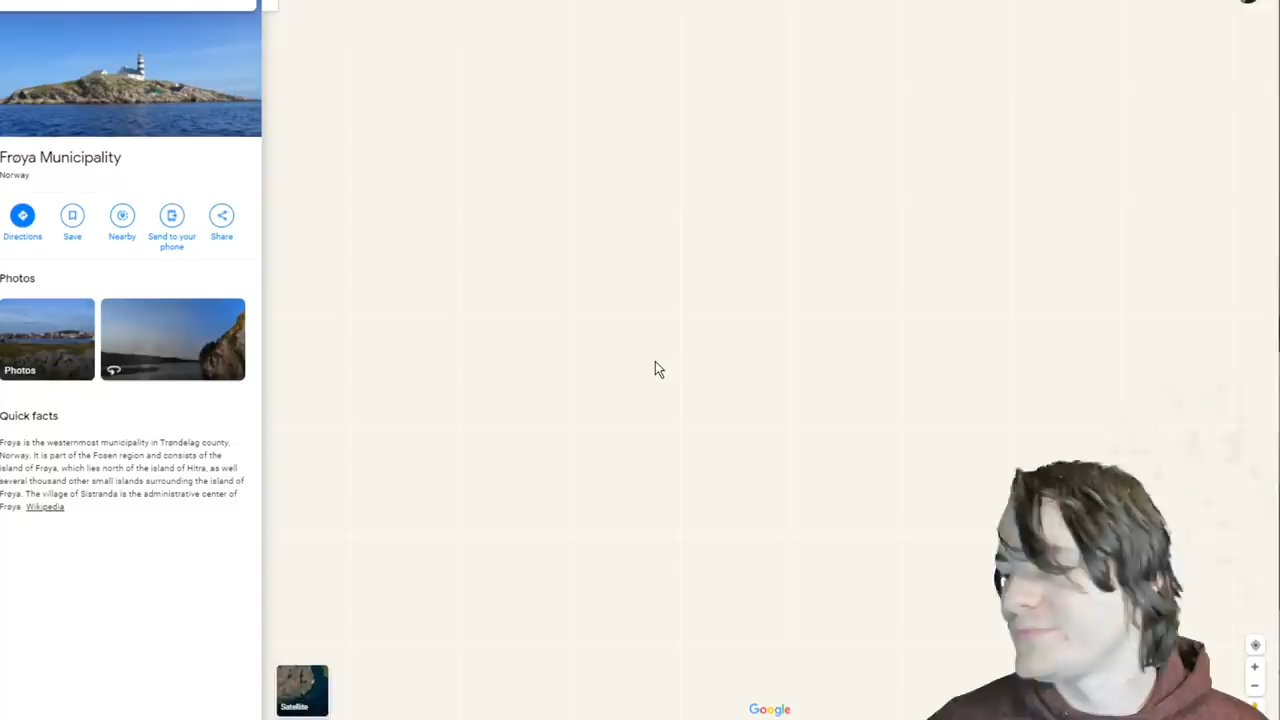 Frøya Municipality
Norway
Directions
Save
Nearby
Send to your
phone
Share
Photos
Photos
Quick facts
Frøya is the westernmost municipality in Trøndelag county,
Norway. It is part of the Fosen region and consists of the
island of Frøya, which lies north of the island of Hitra, as well
several thousand other small islands surrounding the island of
Frøya. The village of Sistranda is the administrative center of
Frøya Wikipedia
Satellite
Google